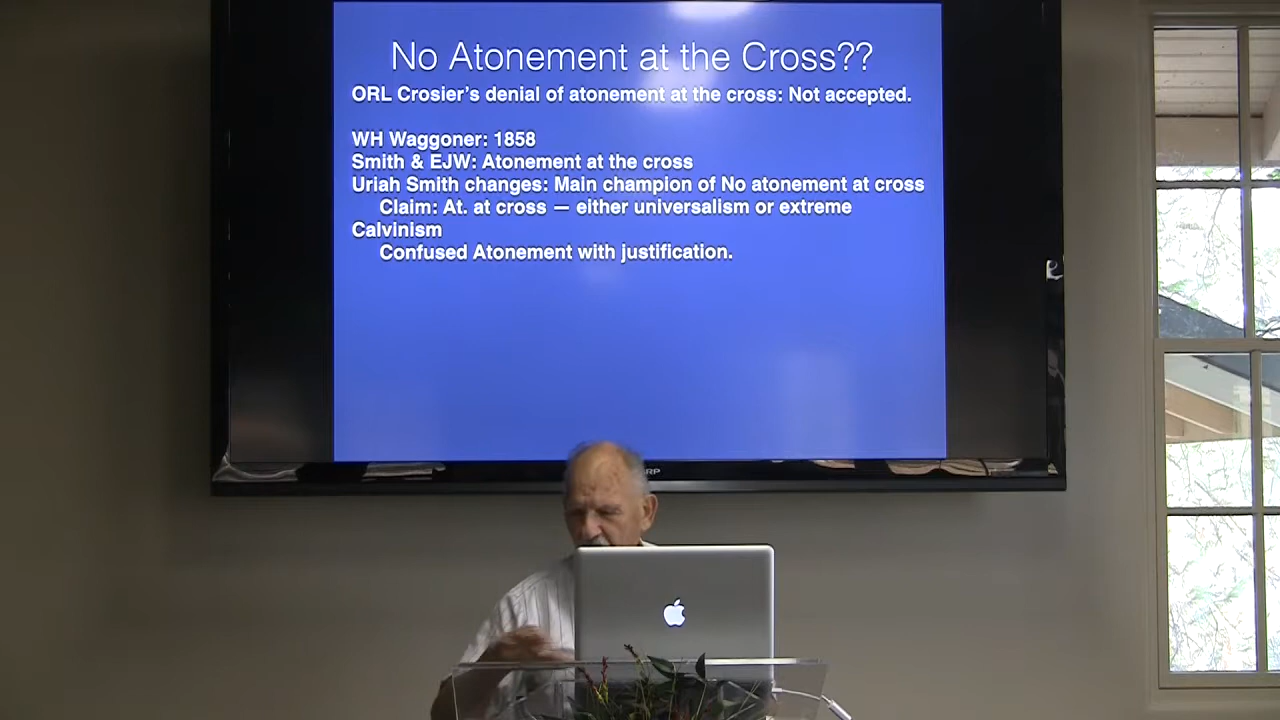 No Atonement at the Cross??
ORL Crosier's denial of atonement at the cross: Not accepted.
WH Waggoner: 1858
Smith & EJW: Atonement at the cross
Uriah Smith changes: Main champion of No atonement at cross
Claim: At. at cross — either universalism or extreme
Calvinism
Confused Atonement with justification.